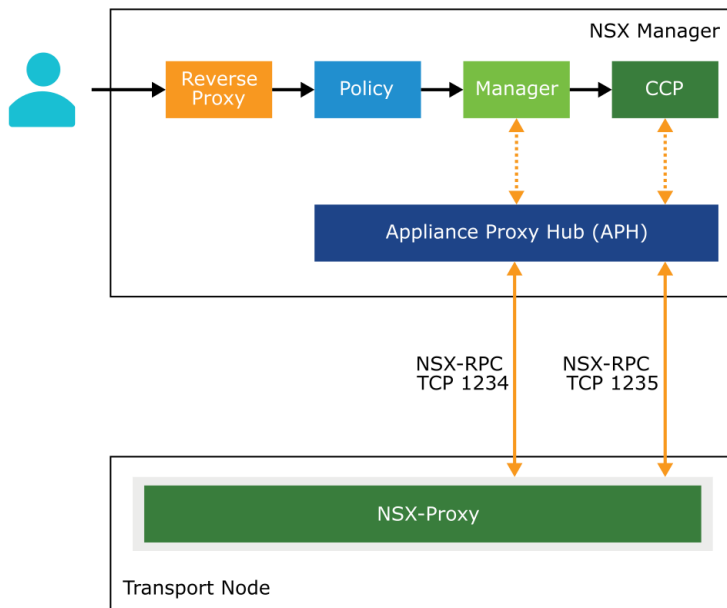 NSX Manager
Reverse
Proxy
Policy
Manager
CCP
Appliance Proxy Hub (APH)
NSX-RPC
TCP 1234
NSX-RPC
TCP 1235
NSX-Proxy
Transport Node